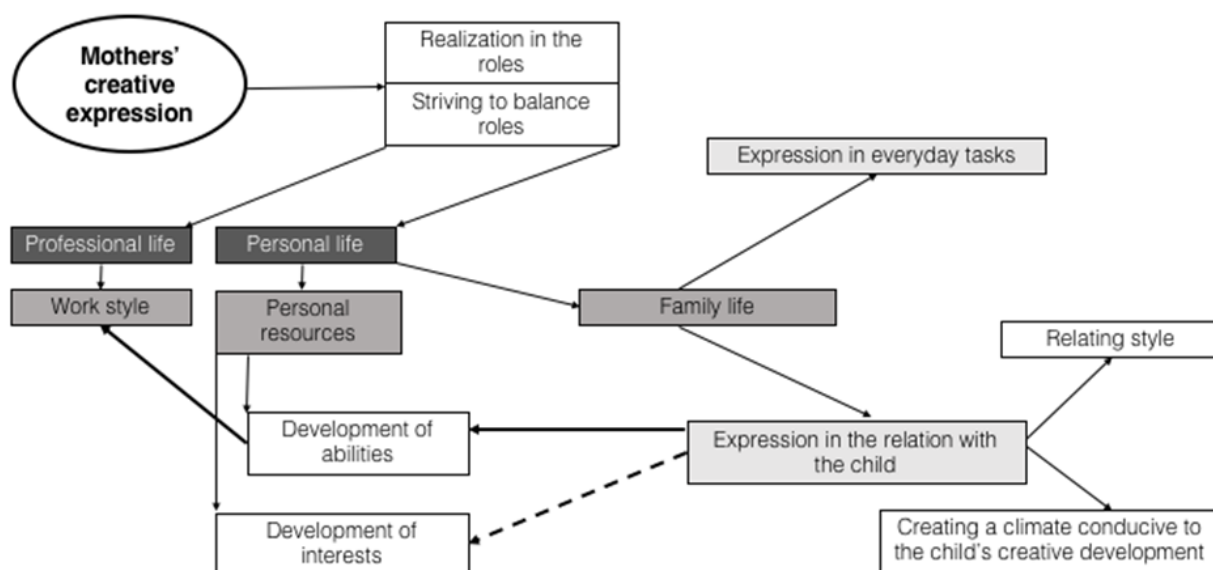 Mothers'
creative
expression
Realization in the
roles
Striving to balance
roles
Expression in everyday tasks
Professional life
Personal life
Work style
Personal
resources
Family life
Relating style
Development of
abilities
Expression in the relation with
the child
Development of
interests
Creating a climate conducive to
the child's creative development